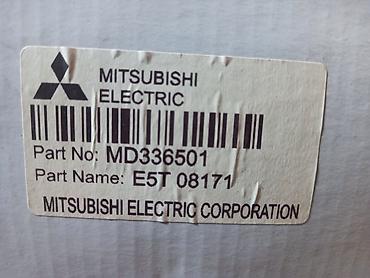 MITSUBISHI
ELECTRIC
Part No: MD336501
Part Name: E5T 08171
MITSUBISHI ELECTRIC CORPORATION